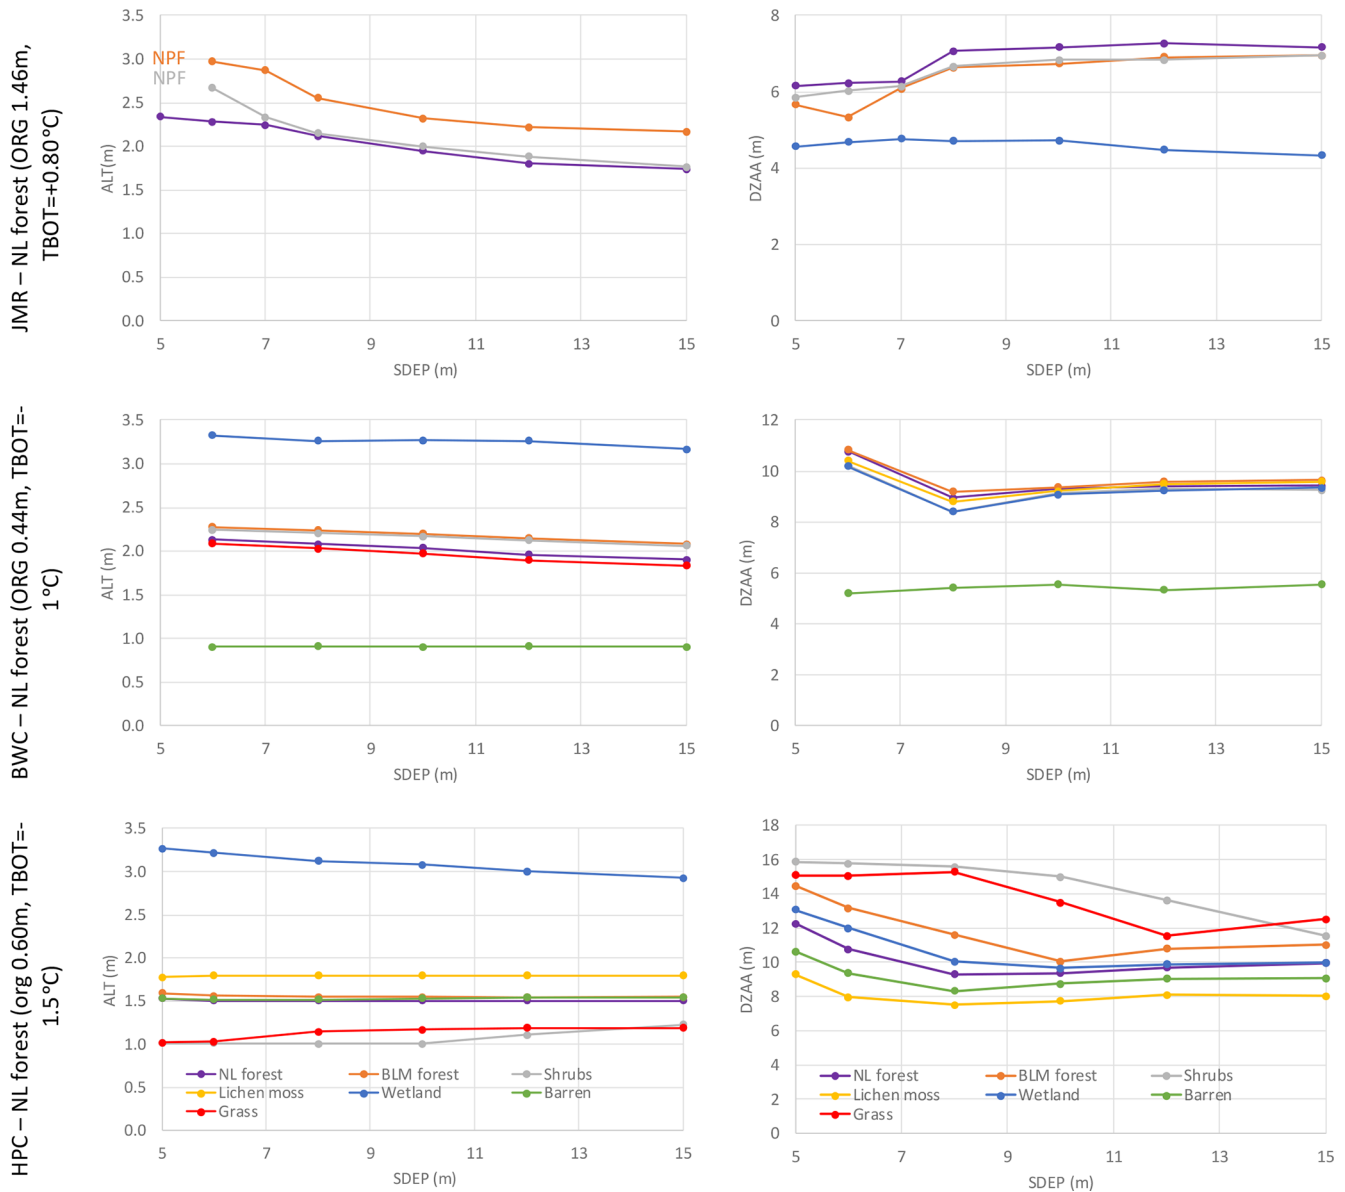 JMR – NL forest (ORG 1.46m,
TBOT=+0.80°C)
3.5
3.0
2.5
2.0
1.5
1.0
0.5
0.0
ALT(m)
NPF
NPF
5 7 9 11 13 15
SDEP (m)
8
6
4
2
0
DZAA (m)
5 7 9 11 13 15
SDEP (m)
BWC – NL forest (ORG 0.44m, TBOT=-
1°C)
3.5
3.0
2.5
2.0
1.5
1.0
0.5
0.0
ALT (m)
5 7 9 11 13 15
SDEP (m)
12
10
8
6
4
2
0
DZAA (m)
5 7 9 11 13 15
SDEP (m)
HPC – NL forest (org 0.60m, TBOT=-
1.5°C)
3.5
3.0
2.5
2.0
1.5
1.0
0.5
0.0
ALT (m)
NL forest BLM forest Shrubs
Lichen moss Wetland Barren
Grass
5 7 9 11 13 15
SDEP (m)
18
16
14
12
10
8
6
4
2
0
DZAA (m)
NL forest BLM forest Shrubs
Lichen moss Wetland Barren
Grass
5 7 9 11 13 15
SDEP (m)